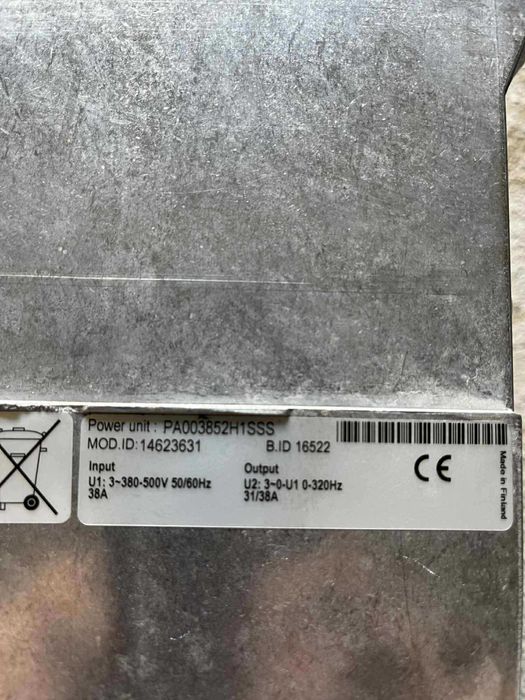 Power unit : PA003852H1SSS
MOD.ID:14623631 B.ID 16522
Input
U1: 3~380-500V 50/60Hz
38A
Output
U2: 3~0-U1 0-320Hz
31/38A
CE
Made in Finland